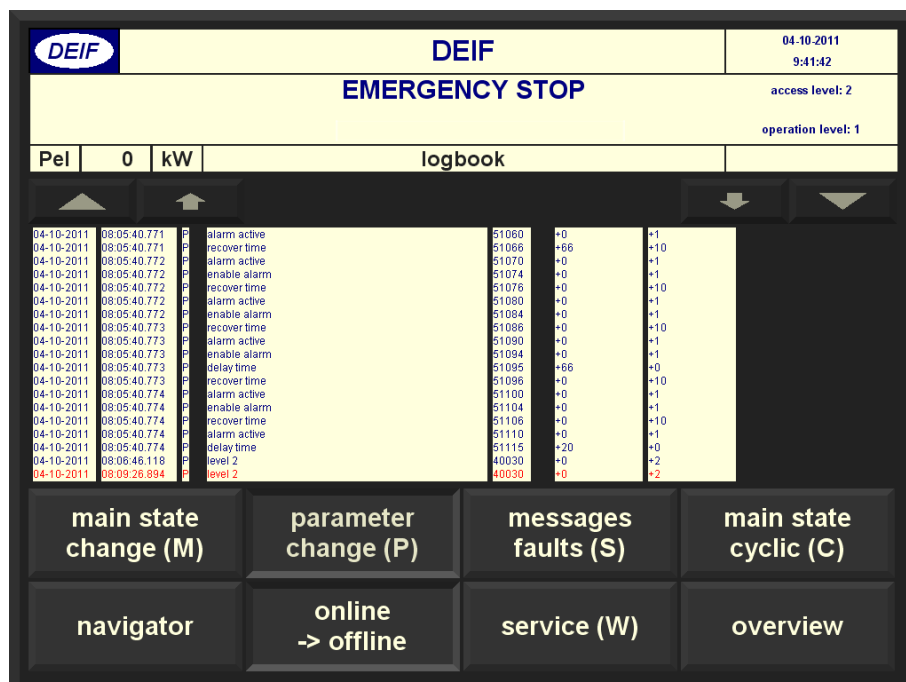 DEIF
DEIF
04-10-2011
9:41:42
EMERGENCY STOP
access level: 2
operation level: 1
Pel 0 kW logbook
04-10-2011 08:05:40.771 P alarm active 51060 +0 +1
04-10-2011 08:05:40.771 P recover time 51066 +66 +10
04-10-2011 08:05:40.772 P alarm active 51070 +0 +1
04-10-2011 08:05:40.772 P enable alarm 51074 +0 +1
04-10-2011 08:05:40.772 P recover time 51076 +0 +10
04-10-2011 08:05:40.772 P alarm active 51080 +0 +1
04-10-2011 08:05:40.772 P enable alarm 51084 +0 +1
04-10-2011 08:05:40.773 P recover time 51086 +0 +10
04-10-2011 08:05:40.773 P alarm active 51090 +0 +1
04-10-2011 08:05:40.773 P enable alarm 51094 +0 +1
04-10-2011 08:05:40.773 P delay time 51095 +66 +0
04-10-2011 08:05:40.773 P recover time 51096 +0 +10
04-10-2011 08:05:40.774 P alarm active 51100 +0 +1
04-10-2011 08:05:40.774 P enable alarm 51104 +0 +1
04-10-2011 08:05:40.774 P recover time 51106 +0 +10
04-10-2011 08:05:40.774 P alarm active 51110 +0 +1
04-10-2011 08:05:40.774 P delay time 51115 +20 +0
04-10-2011 08:06:46.118 P level 2 40030 +0 +2
04-10-2011 08:09:26.894 P level 2 40030 +0 +2
main state
change (M)
parameter
change (P)
messages
faults (S)
main state
cyclic (C)
navigator
online
-> offline
service (W)
overview